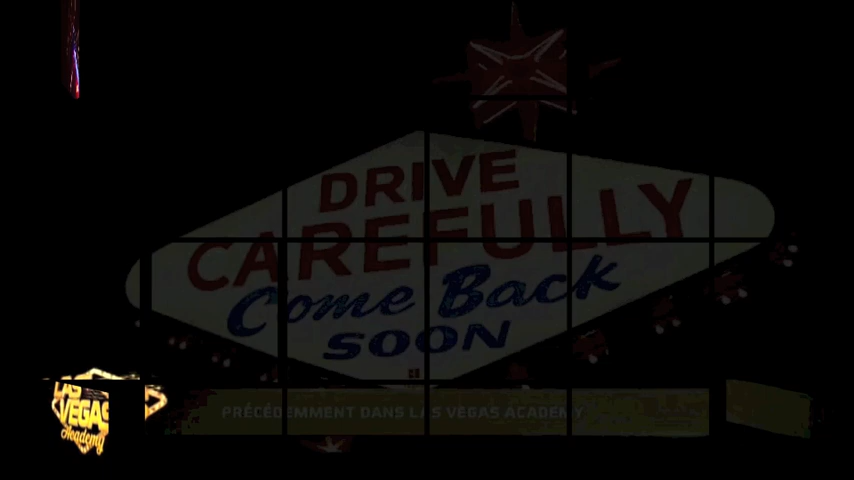 DRIVE
CAREFULLY
Come Back
SOON
LAS
VEGAS
Academy
PRÉCÉDEMMENT DANS LAS VEGAS ACADEMY